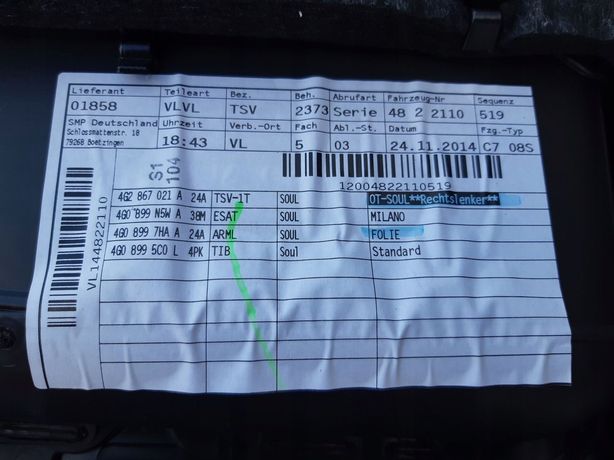 Lieferant Teileart Bez. Beh. Abrufart Fahrzeug-Nr Sequenz
01858 VLVL TSV 2373 Serie 48 2 2110 519
SMP Deutschland
Schlossmattenstr. 18
79268 Boetzingen
Uhrzeit Verb.-Ort Fach Abl.-St. Datum Fzg.-Typ
18:43 VL 5 03 24.11.2014 C7 08S
S1
104
12004822110519
4G2 867 021 A 24A TSV-1T SOUL OT-SOUL**Rechtslenker**
4G0 899 N5W A 38M ESAT SOUL MILANO
4G0 899 7HA A 24A ARML SOUL FOLIE
4G0 899 5C0 L 4PK TIB Soul Standard
VL144822110